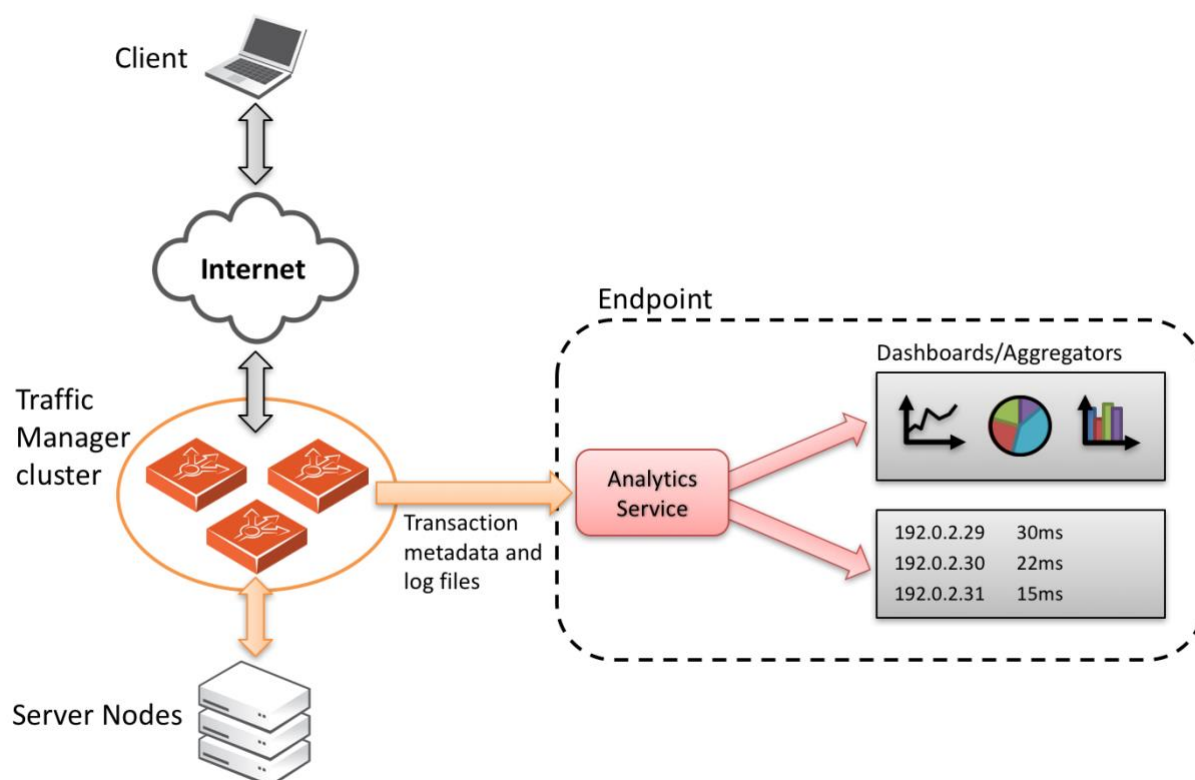 Client
Internet
Traffic
Manager
cluster
Transaction
metadata and
log files
Server Nodes
Endpoint
Analytics
Service
Dashboards/Aggregators
192.0.2.29 30ms
192.0.2.30 22ms
192.0.2.31 15ms